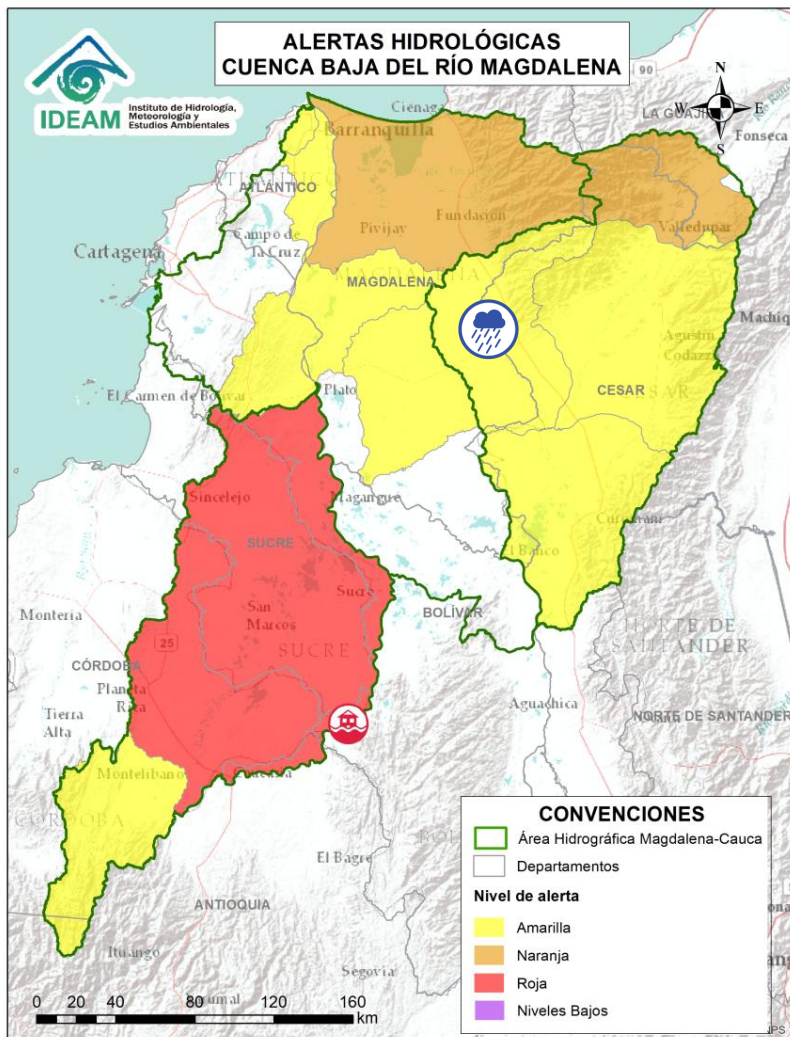 ALERTAS HIDROLÓGICAS
CUENCA BAJA DEL RÍO MAGDALENA
IDEAM
Instituto de Hidrología,
Meteorología y
Estudios Ambientales
N
W
E
S
90
Ciénaga
LA GUAJIRA
Fonseca
Barranquilla
ATLÁNTICO
Pivijay
Fundación
Valledupar
Cartagena
Campo de
la Cruz
MAGDALENA
Machiq
Agustín
Codazzi
CESAR
El Carmen de Bolívar
Plato
Sincelejo
Magangué
SUCRE
El Banco
Sucre
BOLÍVAR
San
Marcos
SUCRE
Montería
25
NORTE DE
SANTANDER
CÓRDOBA
Planeta
Rica
Tierra
Alta
Aguachica
NORTE DE SANTANDER
Montelíbano
CÓRDOBA
El Bagre
ANTIOQUIA
Ituango
Segovia
0 20 40 80 120 160
km
CONVENCIONES
Área Hidrográfica Magdalena-Cauca
Departamentos
Nivel de alerta
Amarilla
Naranja
Roja
Niveles Bajos